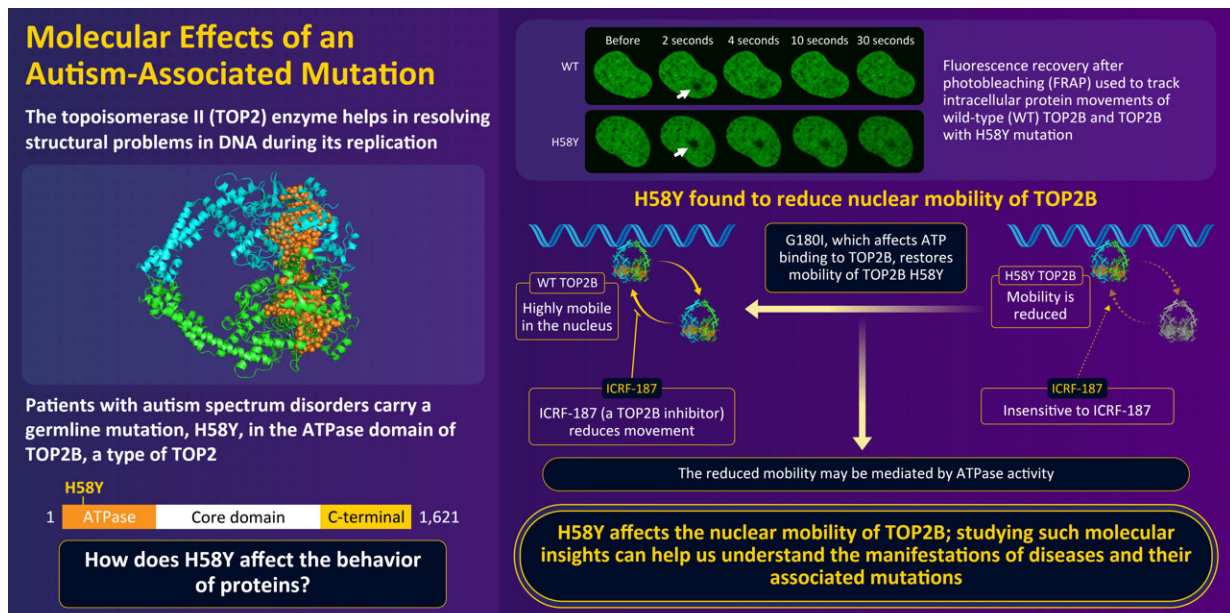 Molecular Effects of an
Autism-Associated Mutation
The topoisomerase II (TOP2) enzyme helps in resolving
structural problems in DNA during its replication
Patients with autism spectrum disorders carry a
germline mutation, H58Y, in the ATPase domain of
TOP2B, a type of TOP2
H58Y
1 ATPase Core domain C-terminal 1,621
How does H58Y affect the behavior
of proteins?
Before 2 seconds 4 seconds 10 seconds 30 seconds
WT
H58Y
Fluorescence recovery after
photobleaching (FRAP) used to track
intracellular protein movements of
wild-type (WT) TOP2B and TOP2B
with H58Y mutation
H58Y found to reduce nuclear mobility of TOP2B
WT TOP2B
Highly mobile
in the nucleus
ICRF-187
ICRF-187 (a TOP2B inhibitor)
reduces movement
G180I, which affects ATP
binding to TOP2B, restores
mobility of TOP2B H58Y
H58Y TOP2B
Mobility is
reduced
ICRF-187
Insensitive to ICRF-187
The reduced mobility may be mediated by ATPase activity
H58Y affects the nuclear mobility of TOP2B; studying such molecular
insights can help us understand the manifestations of diseases and their
associated mutations